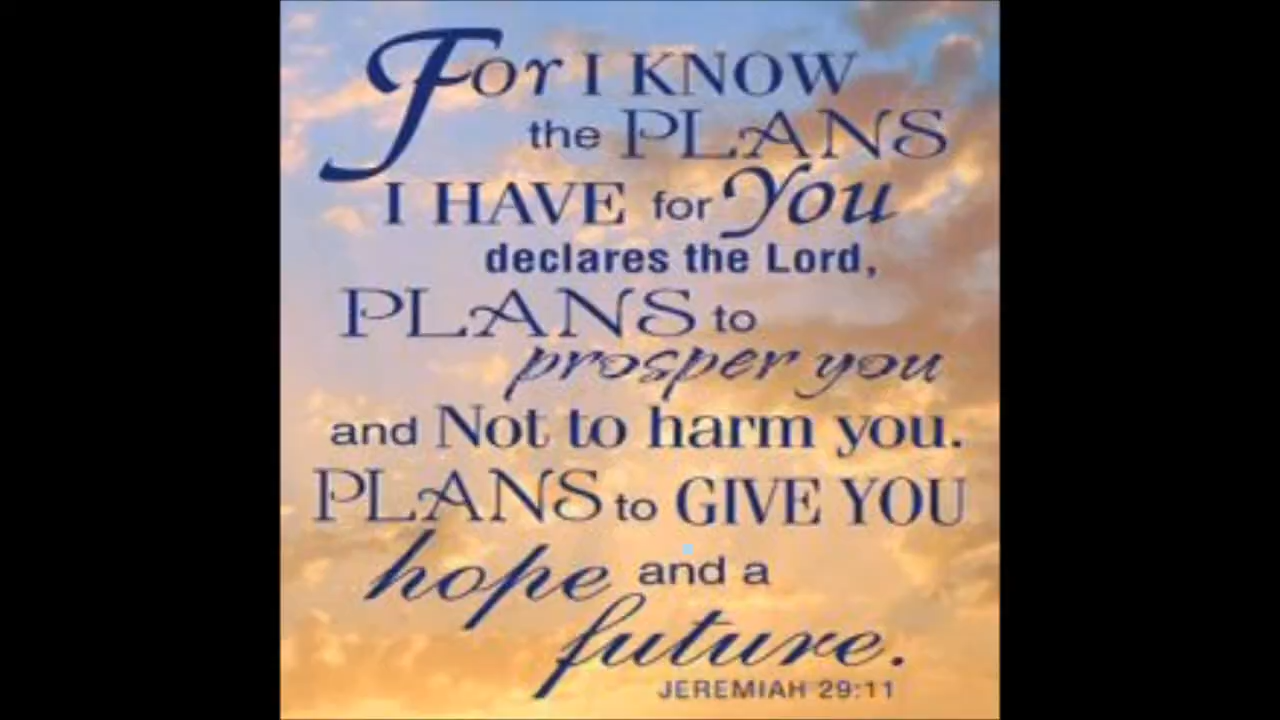 For I KNOW
the PLANS
I HAVE for You
declares the Lord,
PLANS to
prosper you
and Not to harm you.
PLANS to GIVE YOU
hope and a
future.
JEREMIAH 29:11